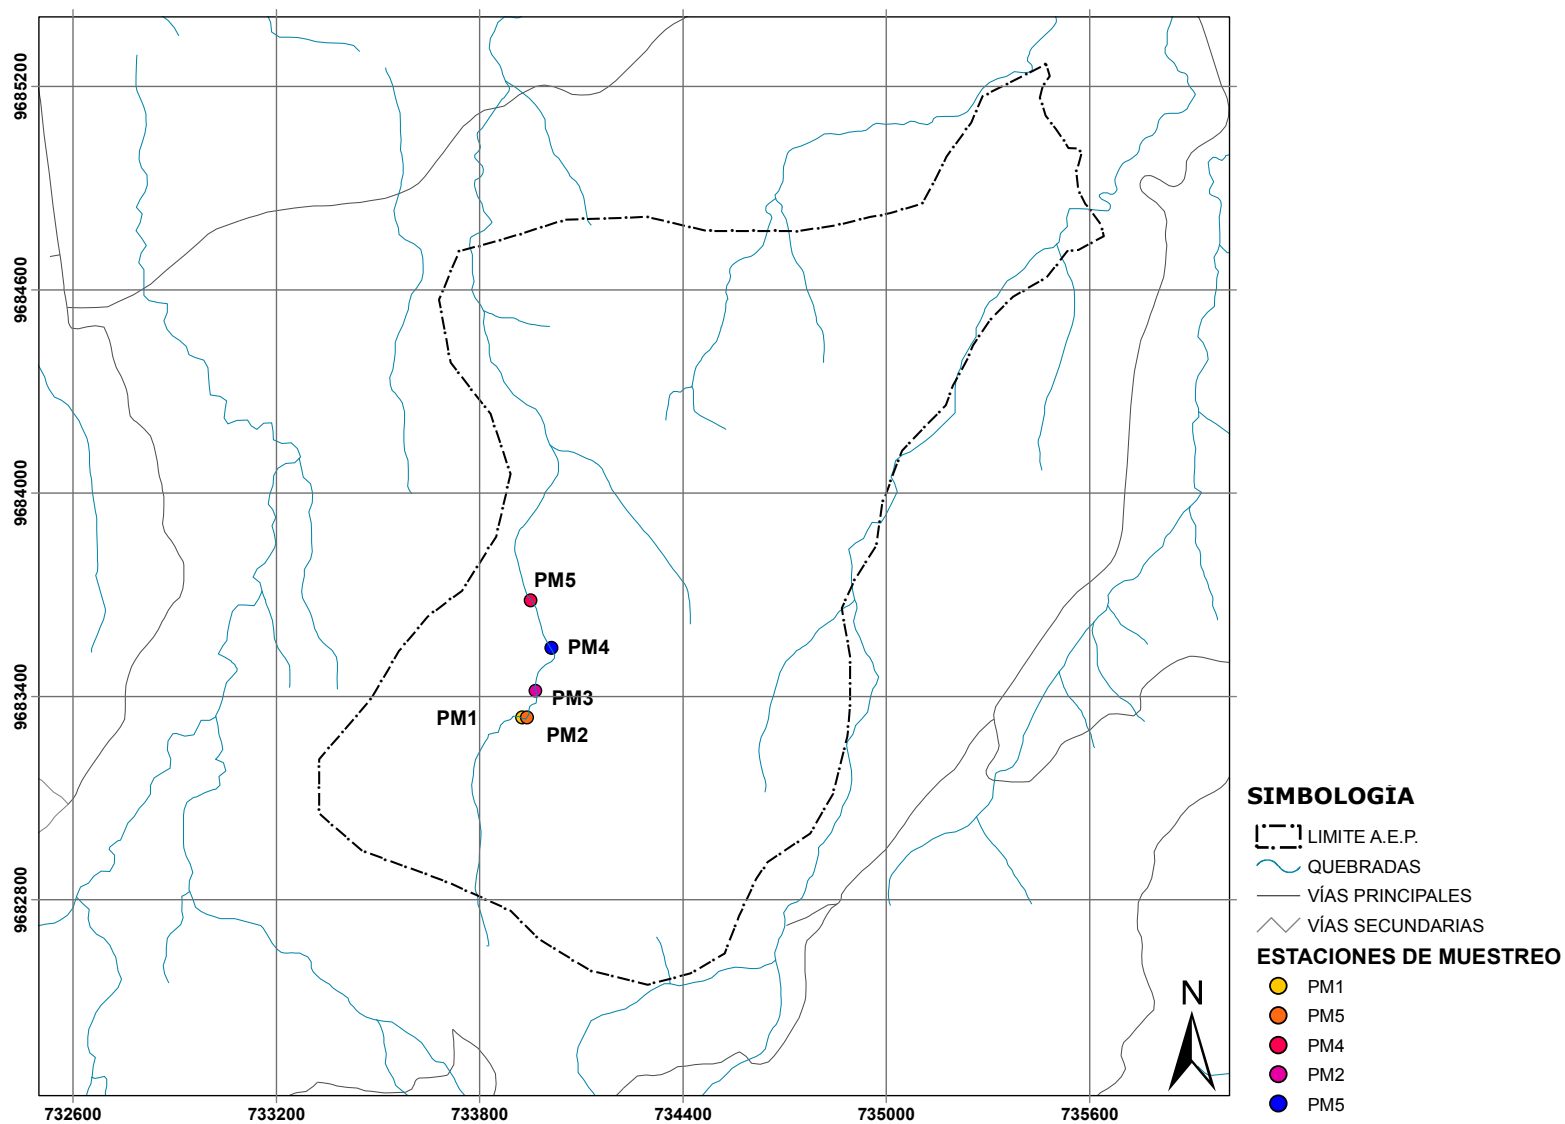 9685200
9684600
9684000
9683400
9682800
PM5
PM4
PM3
PM1
PM2
732600 733200 733800 734400 735000 735600
N
SIMBOLOGÍA
LIMITE A.E.P.
QUEBRADAS
VÍAS PRINCIPALES
VÍAS SECUNDARIAS
ESTACIONES DE MUESTREO
PM1
PM5
PM4
PM2
PM5